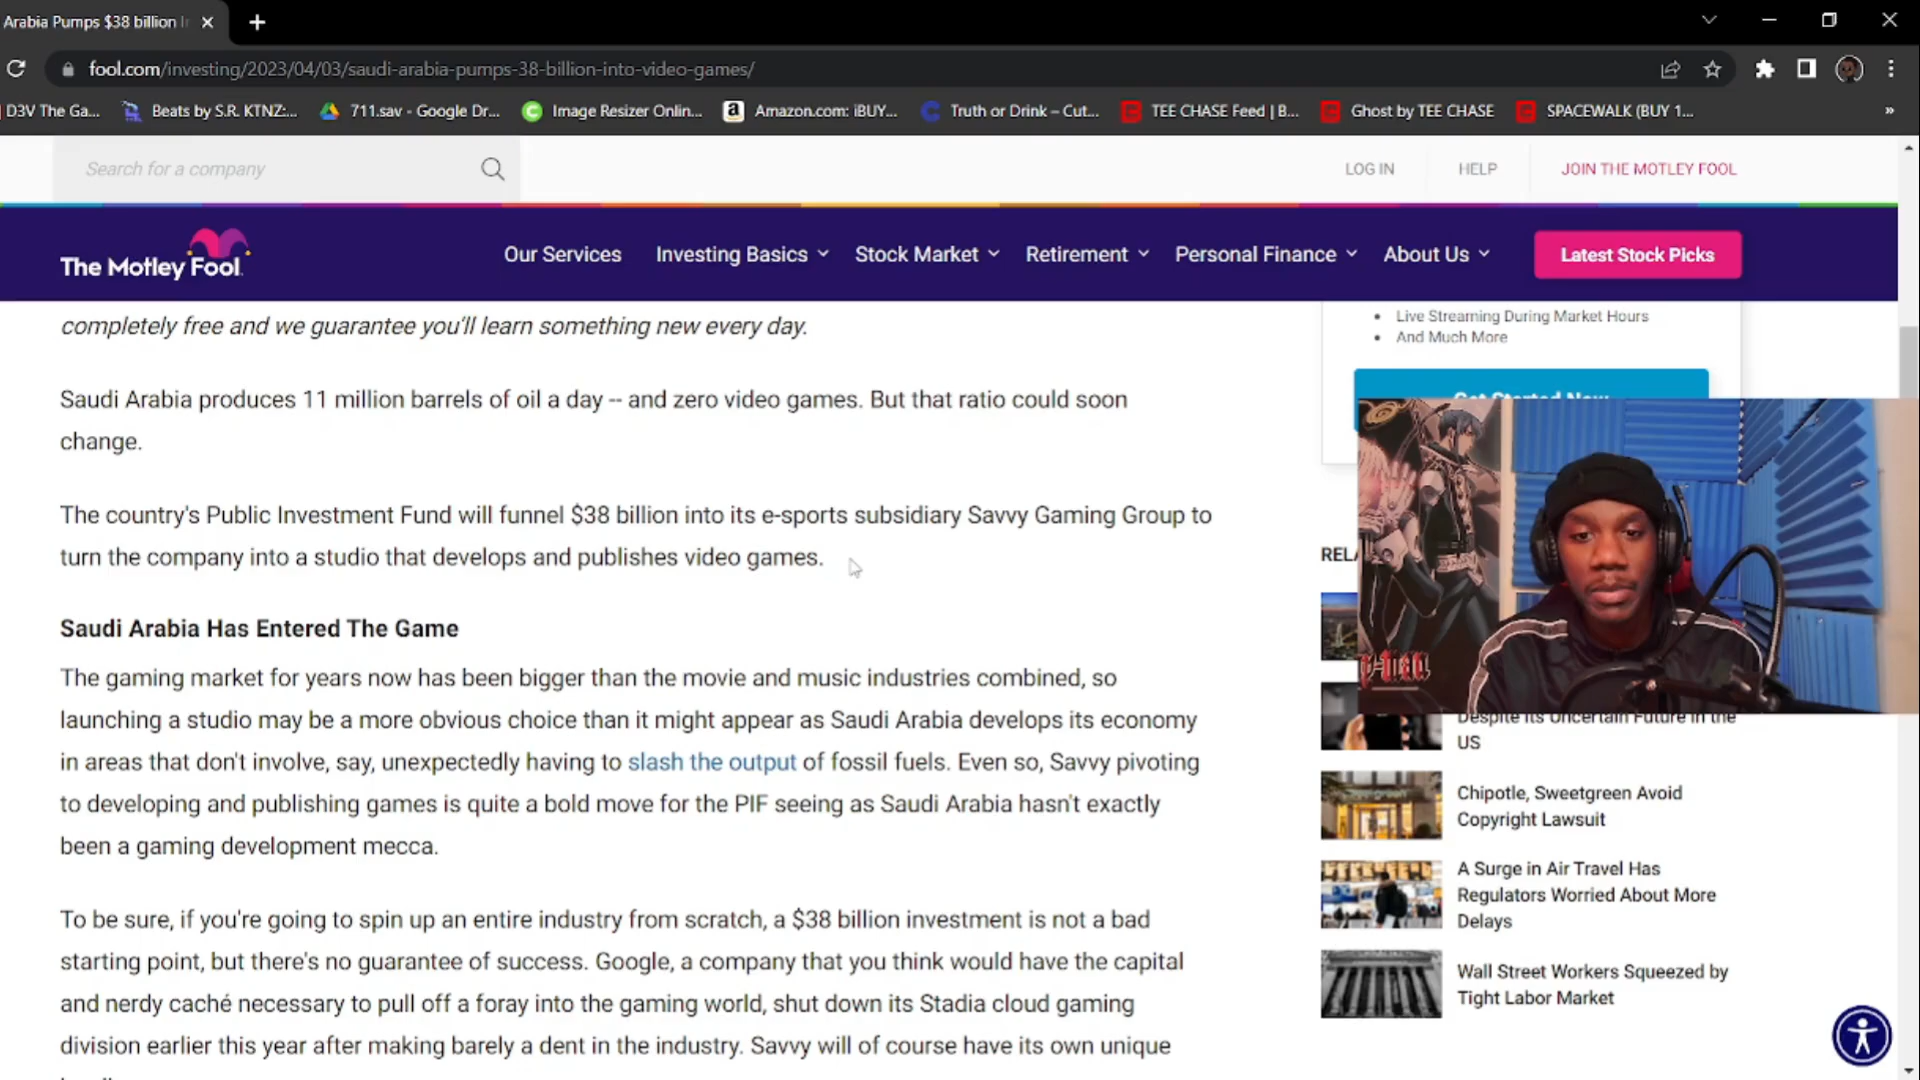 Arabia Pumps $38 billion
fool.com/investing/2023/04/03/saudi-arabia-pumps-38-billion-into-video-games/
D3V The Ga...
Beats by S.R. KTNZ:...
711.sav - Google Dr...
Image Resizer Onlin...
Amazon.com: iBUY...
Truth or Drink – Cut...
TEE CHASE Feed | B...
Ghost by TEE CHASE
SPACEWALK (BUY 1...
»
Search for a company
LOG IN
HELP
JOIN THE MOTLEY FOOL
The Motley Fool.
Our Services
Investing Basics
Stock Market
Retirement
Personal Finance
About Us
Latest Stock Picks
completely free and we guarantee you'll learn something new every day.
Saudi Arabia produces 11 million barrels of oil a day -- and zero video games. But that ratio could soon
change.
The country's Public Investment Fund will funnel $38 billion into its e-sports subsidiary Savvy Gaming Group to
turn the company into a studio that develops and publishes video games.
Saudi Arabia Has Entered The Game
The gaming market for years now has been bigger than the movie and music industries combined, so
launching a studio may be a more obvious choice than it might appear as Saudi Arabia develops its economy
in areas that don't involve, say, unexpectedly having to slash the output of fossil fuels. Even so, Savvy pivoting
to developing and publishing games is quite a bold move for the PIF seeing as Saudi Arabia hasn't exactly
been a gaming development mecca.
To be sure, if you're going to spin up an entire industry from scratch, a $38 billion investment is not a bad
starting point, but there's no guarantee of success. Google, a company that you think would have the capital
and nerdy caché necessary to pull off a foray into the gaming world, shut down its Stadia cloud gaming
division earlier this year after making barely a dent in the industry. Savvy will of course have its own unique
• Live Streaming During Market Hours
• And Much More
Get Started Now
Despite Its Uncertain Future in the
US
Chipotle, Sweetgreen Avoid
Copyright Lawsuit
A Surge in Air Travel Has
Regulators Worried About More
Delays
Wall Street Workers Squeezed by
Tight Labor Market